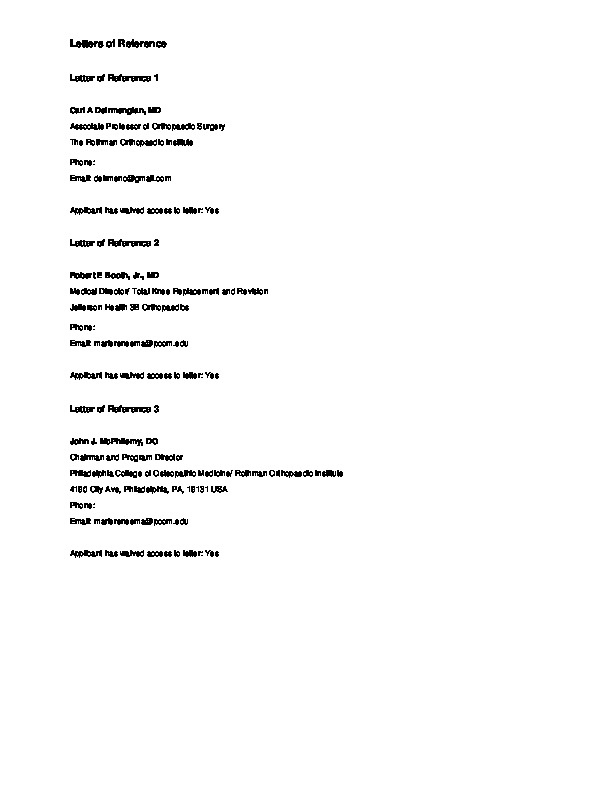 Letters of Reference
Letter of Reference 1
Carl A Deirmengian, MD
Associate Professor of Orthopaedic Surgery
The Rothman Orthopaedic Institute
Phone:
Email: deirmenc@gmail.com
Applicant has waived access to letter: Yes
Letter of Reference 2
Robert E Booth, Jr., MD
Medical Director/ Total Knee Replacement and Revision
Jefferson Health 3B Orthopaedics
Phone:
Email: marlereneema@pcom.edu
Applicant has waived access to letter: Yes
Letter of Reference 3
John J. McPhilemy, DO
Chairman and Program Director
Philadelphia College of Osteopathic Medicine/ Rothman Orthopaedic Institute
4190 City Ave, Philadelphia, PA, 19131 USA
Phone:
Email: marlereneema@pcom.edu
Applicant has waived access to letter: Yes